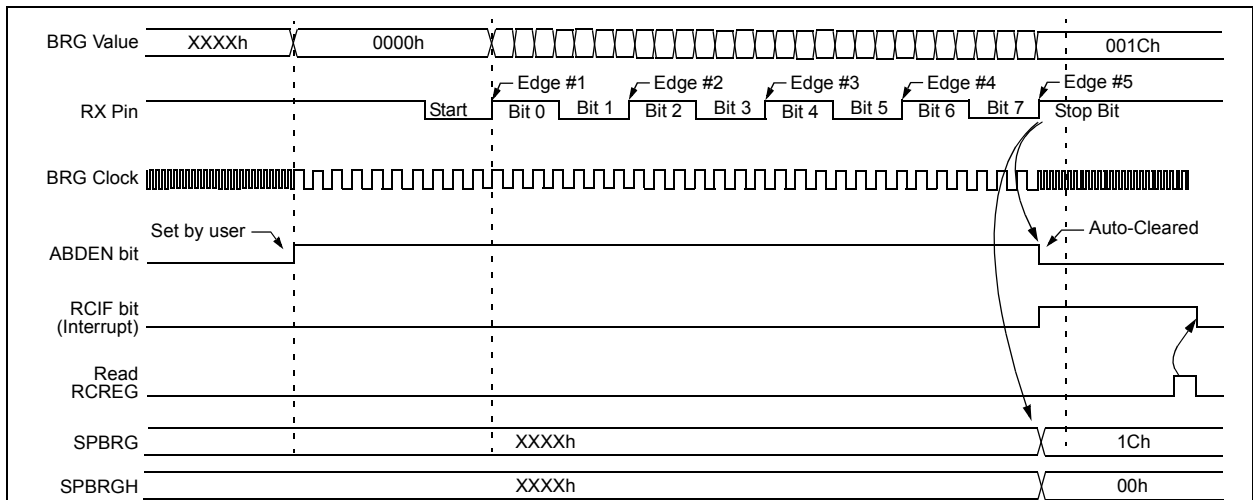 BRG Value XXXXh 0000h 001Ch
Edge #1 Edge #2 Edge #3 Edge #4 Edge #5
RX Pin Start Bit 0 Bit 1 Bit 2 Bit 3 Bit 4 Bit 5 Bit 6 Bit 7 Stop Bit
BRG Clock
Set by user Auto-Cleared
ABDEN bit
RCIF bit
(Interrupt)
Read
RCREG
SPBRG XXXXh 1Ch
SPBRGH XXXXh 00h